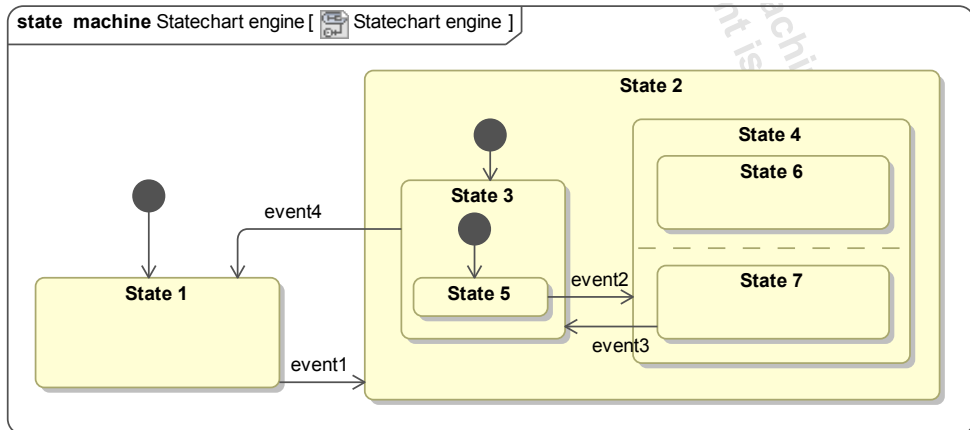 state machine Statechart engine [ Statechart engine ]
State 2
State 4
State 6
State 3
event4
State 5
event2
State 7
State 1
event3
event1